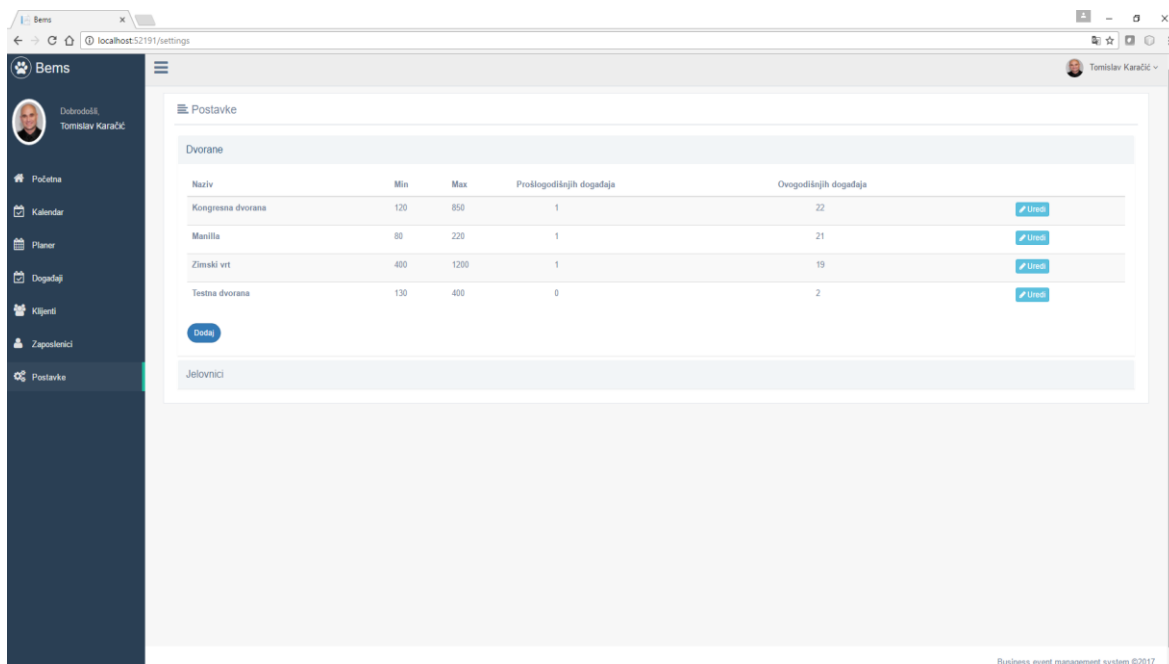 Bems
localhost:52191/settings
Bems
Tomislav Karačić
Dobrodošli,
Tomislav Karačić
Početna
Kalendar
Planer
Događaji
Klijenti
Zaposlenici
Postavke
Postavke
Dvorane
Naziv Min Max Prošlogodišnjih događaja Ovogodišnjih događaja
Kongresna dvorana 120 850 1 22 Uredi
Manilla 80 220 1 21 Uredi
Zimski vrt 400 1200 1 19 Uredi
Testna dvorana 130 400 0 2 Uredi
Dodaj
Jelovnici
Business event management system ©2017